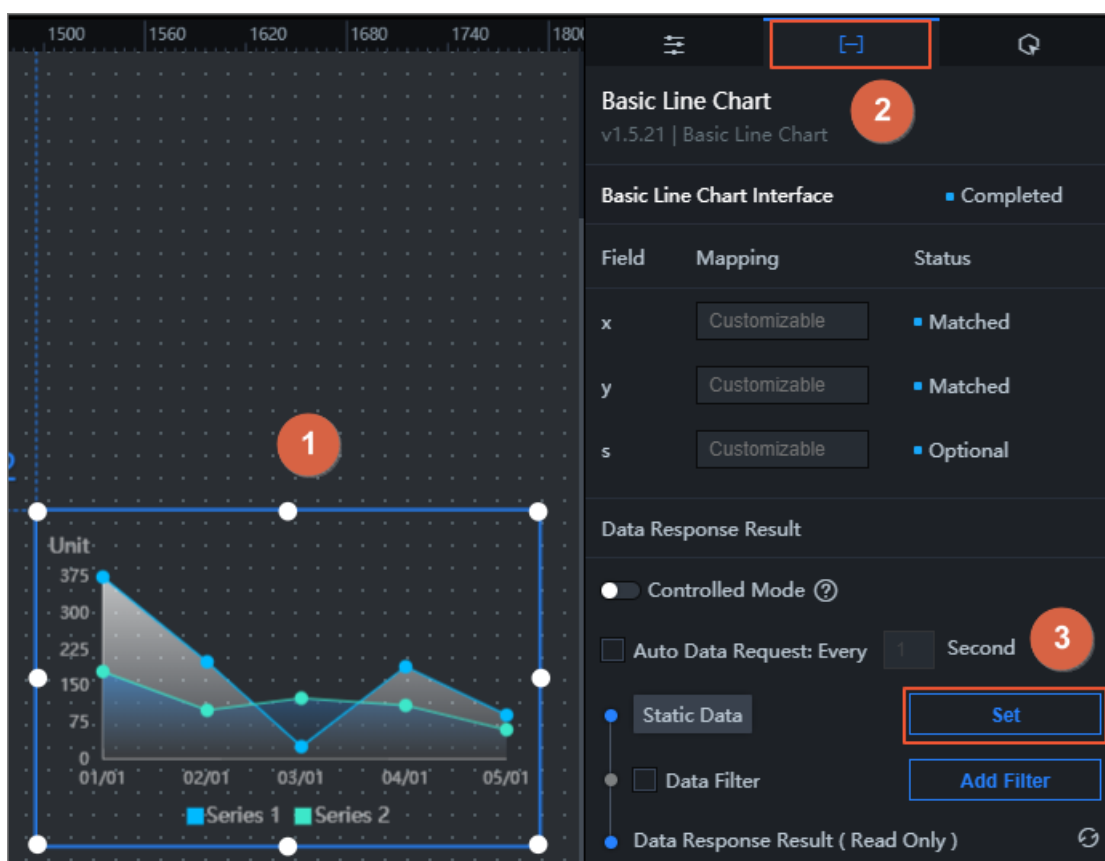 1500 1560 1620 1680 1740 180
1
Unit
375
300
225
150
75
0
01/01 02/01 03/01 04/01 05/01
Series 1 Series 2
Basic Line Chart
2
v1.5.21 | Basic Line Chart
Basic Line Chart Interface Completed
Field Mapping Status
x Customizable Matched
y Customizable Matched
s Customizable Optional
Data Response Result
Controlled Mode ?
Auto Data Request: Every 1 Second
3
Static Data Set
Data Filter Add Filter
Data Response Result ( Read Only )